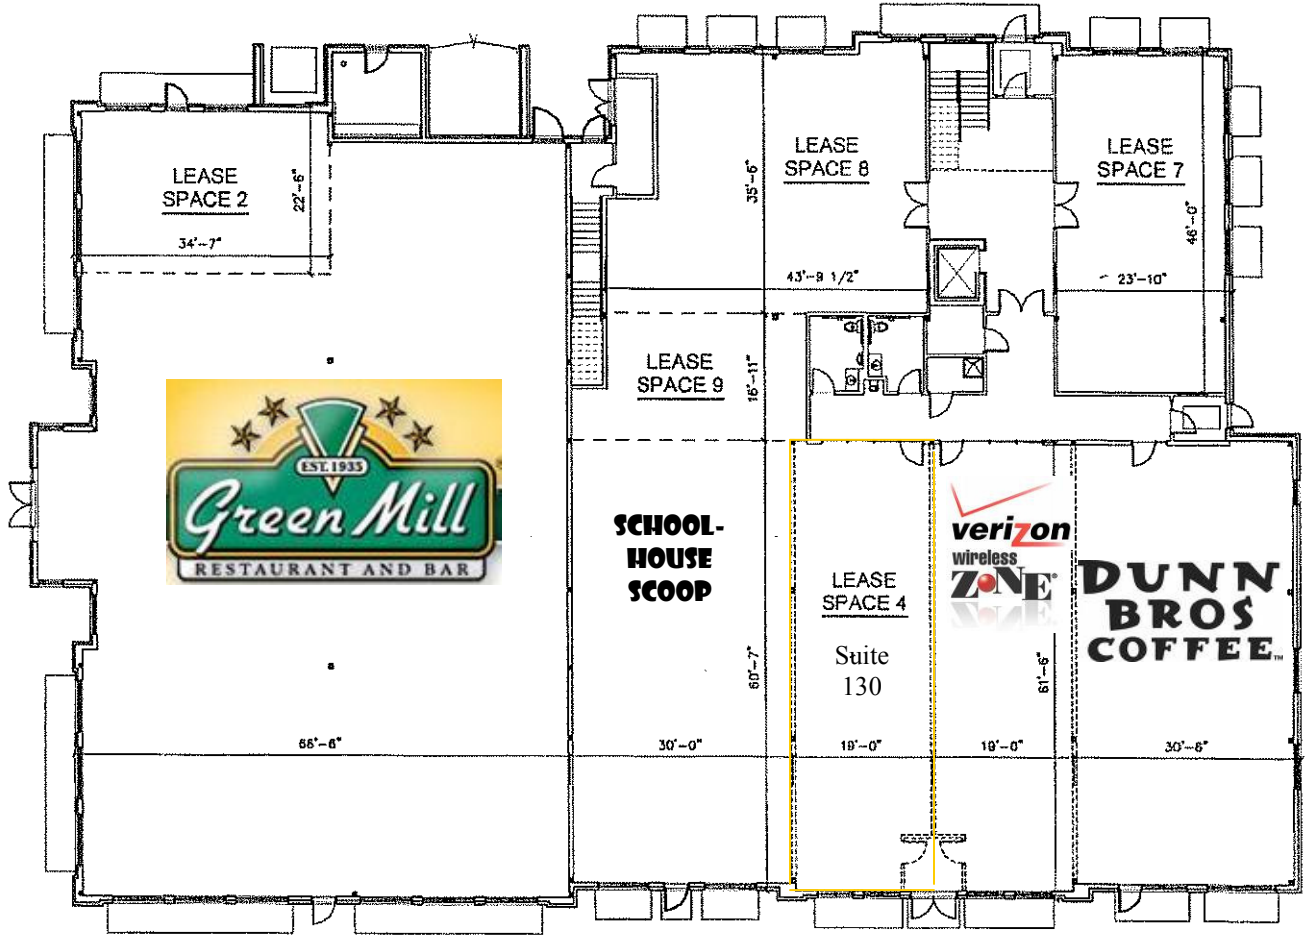 LEASE
SPACE 2
22'-6"
34'-7"
LEASE
SPACE 8
35'-6"
43'-9 1/2"
LEASE
SPACE 7
46'-0"
23'-10"
LEASE
SPACE 9
16'-11"
EST. 1935
Green Mill
RESTAURANT AND BAR
SCHOOL-
HOUSE
SCOOP
LEASE
SPACE 4
Suite
130
verizon
wireless
ZONE
DUNN
BROS
COFFEE™
60'-7"
61'-6"
68'-6"
30'-0"
19'-0"
19'-0"
30'-6"